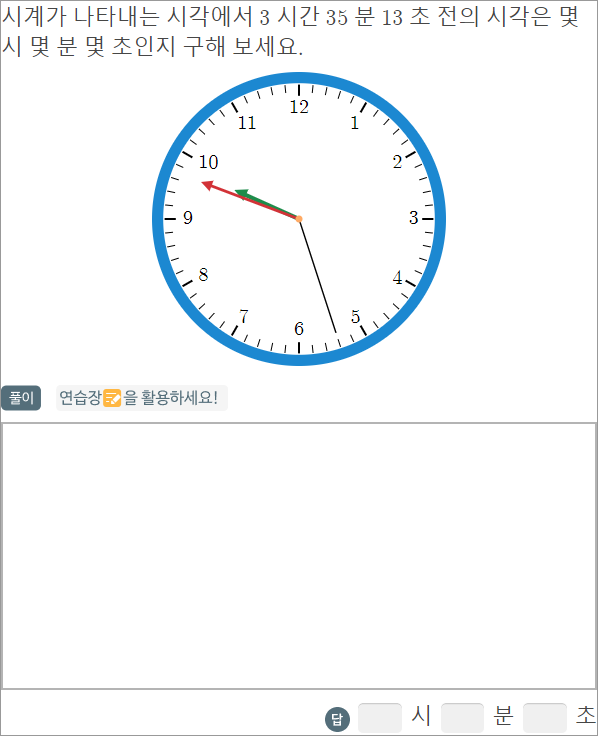 시계가 나타내는 시각에서 3 시간 35 분 13 초 전의 시각은 몇
시 몇 분 몇 초인지 구해 보세요.
12
11 1
10 2
9 3
8 4
7 5
6
풀이 연습장을 활용하세요!
답 시 분 초